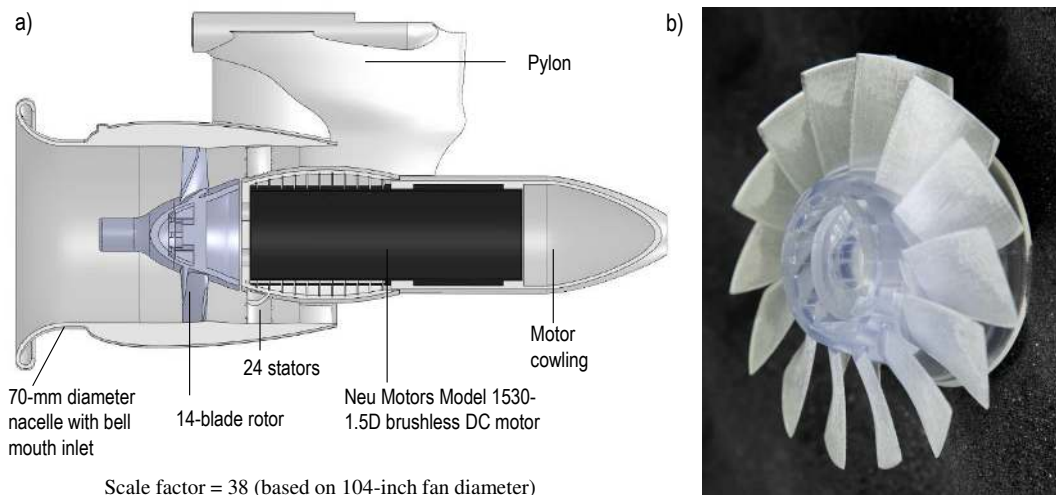 a)
b)
Pylon
Motor
cowling
24 stators
70-mm diameter
nacelle with bell
mouth inlet
14-blade rotor
Neu Motors Model 1530-
1.5D brushless DC motor
Scale factor = 38 (based on 104-inch fan diameter)